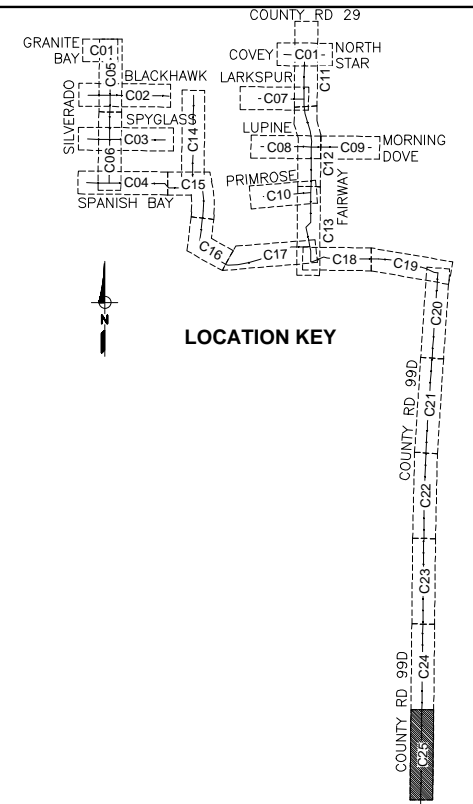 COUNTY RD 29
GRANITE
BAY
C01
C05
BLACKHAWK
SILVERADO
C02
SPYGLASS
C03
C06
C04
SPANISH BAY
C14
C15
C16
COVEY
C01
NORTH
STAR
LARKSPUR
C11
C07
LUPINE
C08
C09
MORNING
DOVE
C12
PRIMROSE
C10
FAIRWAY
C13
C17
C18
C19
C20
N
LOCATION KEY
COUNTY RD 99D
C21
C22
C23
C24
COUNTY RD 99D
C25